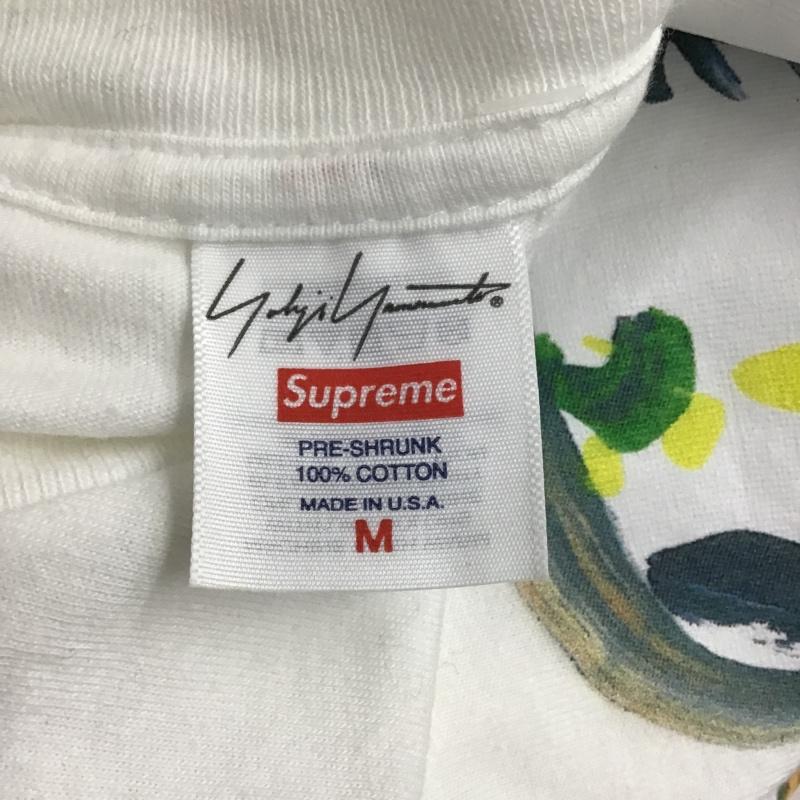 Yohji Yamamoto®
Supreme
PRE-SHRUNK
100% COTTON
MADE IN U.S.A.
M